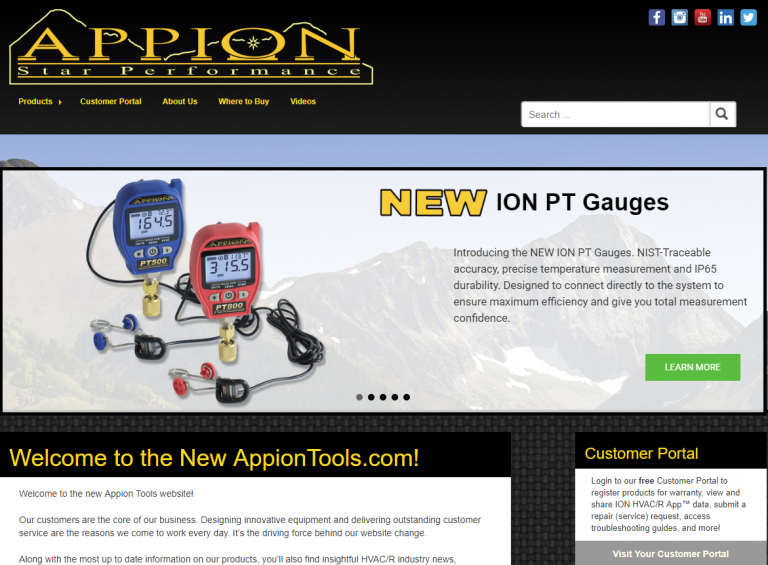 APPION
Star Performance
Products
Customer Portal
About Us
Where to Buy
Videos
Search ...
NEW ION PT Gauges
Introducing the NEW ION PT Gauges. NIST-Traceable
accuracy, precise temperature measurement and IP65
durability. Designed to connect directly to the system to
ensure maximum efficiency and give you total measurement
confidence.
LEARN MORE
APPION
164.5
PT500
APPION
315.5
PT800
Welcome to the New AppionTools.com!
Welcome to the new Appion Tools website!
Our customers are the core of our business. Designing innovative equipment and delivering outstanding customer
service are the reasons we come to work every day. It's the driving force behind our website change.
Along with the most up to date information on our products, you'll also find insightful HVAC/R industry news,
Customer Portal
Login to our free Customer Portal to
register products for warranty, view and
share ION HVAC/R App™ data, submit a
repair (service) request, access
troubleshooting guides, and more!
Visit Your Customer Portal